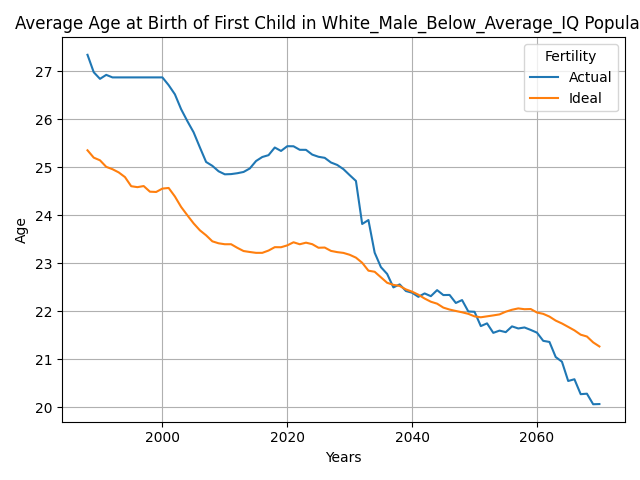 Average Age at Birth of First Child in White_Male_Below_Average_IQ Popula
Fertility
Actual
Ideal
27
26
25
24
23
22
21
20
Age
2000 2020 2040 2060
Years